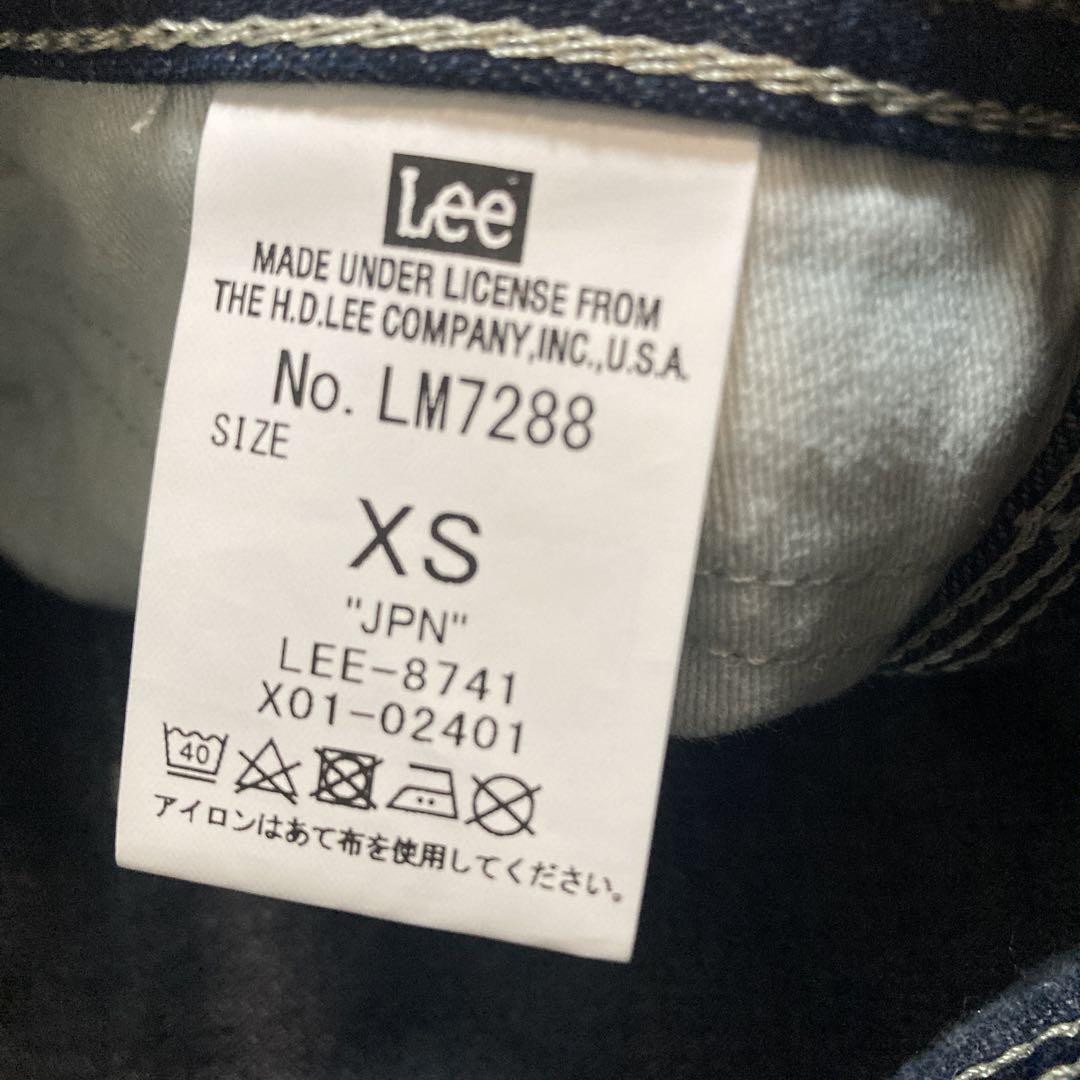 Lee
MADE UNDER LICENSE FROM
THE H.D.LEE COMPANY,INC.,U.S.A.
No. LM7288
SIZE
XS
"JPN"
LEE-8741
X01-02401
40
アイロンはあて布を使用してください。